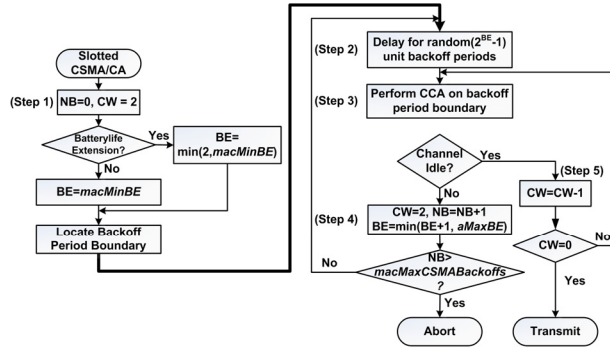 Slotted
CSMA/CA
(Step 1)
NB=0, CW = 2
Batterylife
Extension?
Yes
BE=
min(2,macMinBE)
No
BE=macMinBE
Locate Backoff
Period Boundary
(Step 2)
Delay for random(2^BE-1)
unit backoff periods
(Step 3)
Perform CCA on backoff
period boundary
Channel
Idle?
Yes
(Step 5)
CW=CW-1
No
(Step 4)
CW=2, NB=NB+1
BE=min(BE+1, aMaxBE)
CW=0
No
No
NB>
macMaxCSMABackoffs
?
Yes
Yes
Abort
Transmit